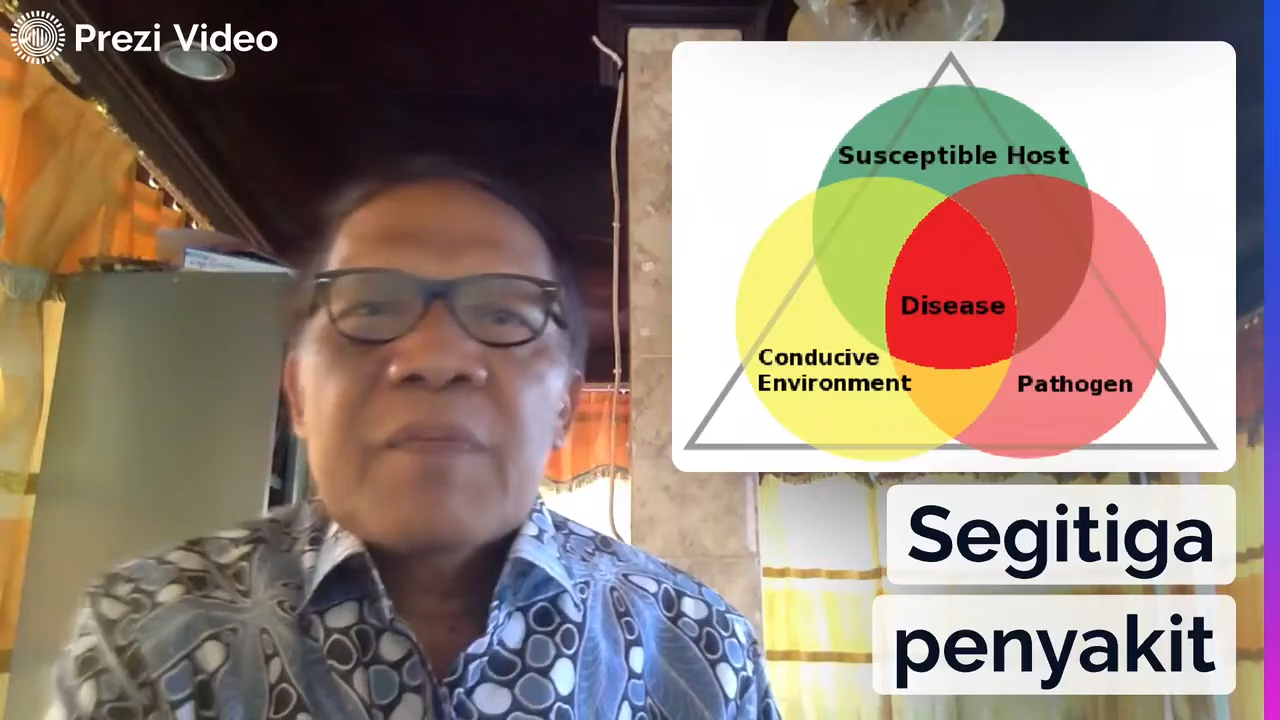 Prezi Video
Susceptible Host
Disease
Conducive
Environment
Pathogen
Segitiga
penyakit